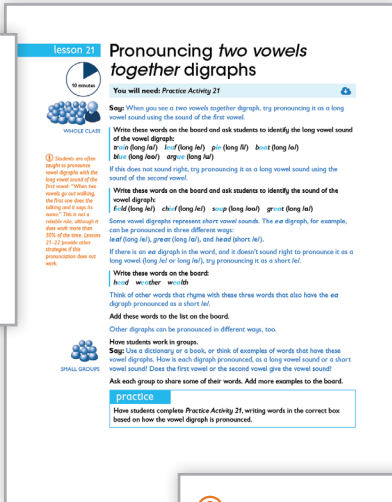 lesson 21
Pronouncing two vowels
together digraphs
10 minutes
You will need: Practice Activity 21
WHOLE CLASS
Say: When you see a two vowels together digraph, try pronouncing it as a long
vowel sound using the sound of the first vowel.
Write these words on the board and ask students to identify the long vowel sound
of the vowel digraph:
train (long /a/) leaf (long /e/) pie (long /i/) boat (long /o/)
blue (long /oo/) argue (long /u/)
If this does not sound right, try pronouncing it as a long vowel sound using the
sound of the second vowel.
Write these words on the board and ask students to identify the sound of the
vowel digraph:
field (long /e/) chief (long /e/) soup (long /oo/) great (long /a/)
Some vowel digraphs represent short vowel sounds. The ea digraph, for example,
can be pronounced in three different ways:
leaf (long /e/), great (long /a/), and head (short /e/).
If there is an ea digraph in the word, and it doesn't sound right to pronounce it as a
long vowel (long /e/ or long /a/), try pronouncing it as a short /e/.
Write these words on the board:
head weather wealth
Think of other words that rhyme with these three words that also have the ea
digraph pronounced as a short /e/.
Add these words to the list on the board.
Other digraphs can be pronounced in different ways, too.
Students are often
taught to pronounce
vowel digraphs with the
long vowel sound of the
first vowel: "When two
vowels go out walking,
the first one does the
talking and it says its
name." This is not a
reliable rule, although it
does work more than
50% of the time. Lessons
21–22 provide other
strategies if this
pronunciation does not
work.
SMALL GROUPS
Have students work in groups.
Say: Use a dictionary or a book, or think of examples of words that have these
vowel digraphs. How is each digraph pronounced, as a long vowel sound or a short
vowel sound? Does the first vowel or the second vowel give the vowel sound?
Ask each group to share some of their words. Add more examples to the board.
practice
Have students complete Practice Activity 21, writing words in the correct box
based on how the vowel digraph is pronounced.